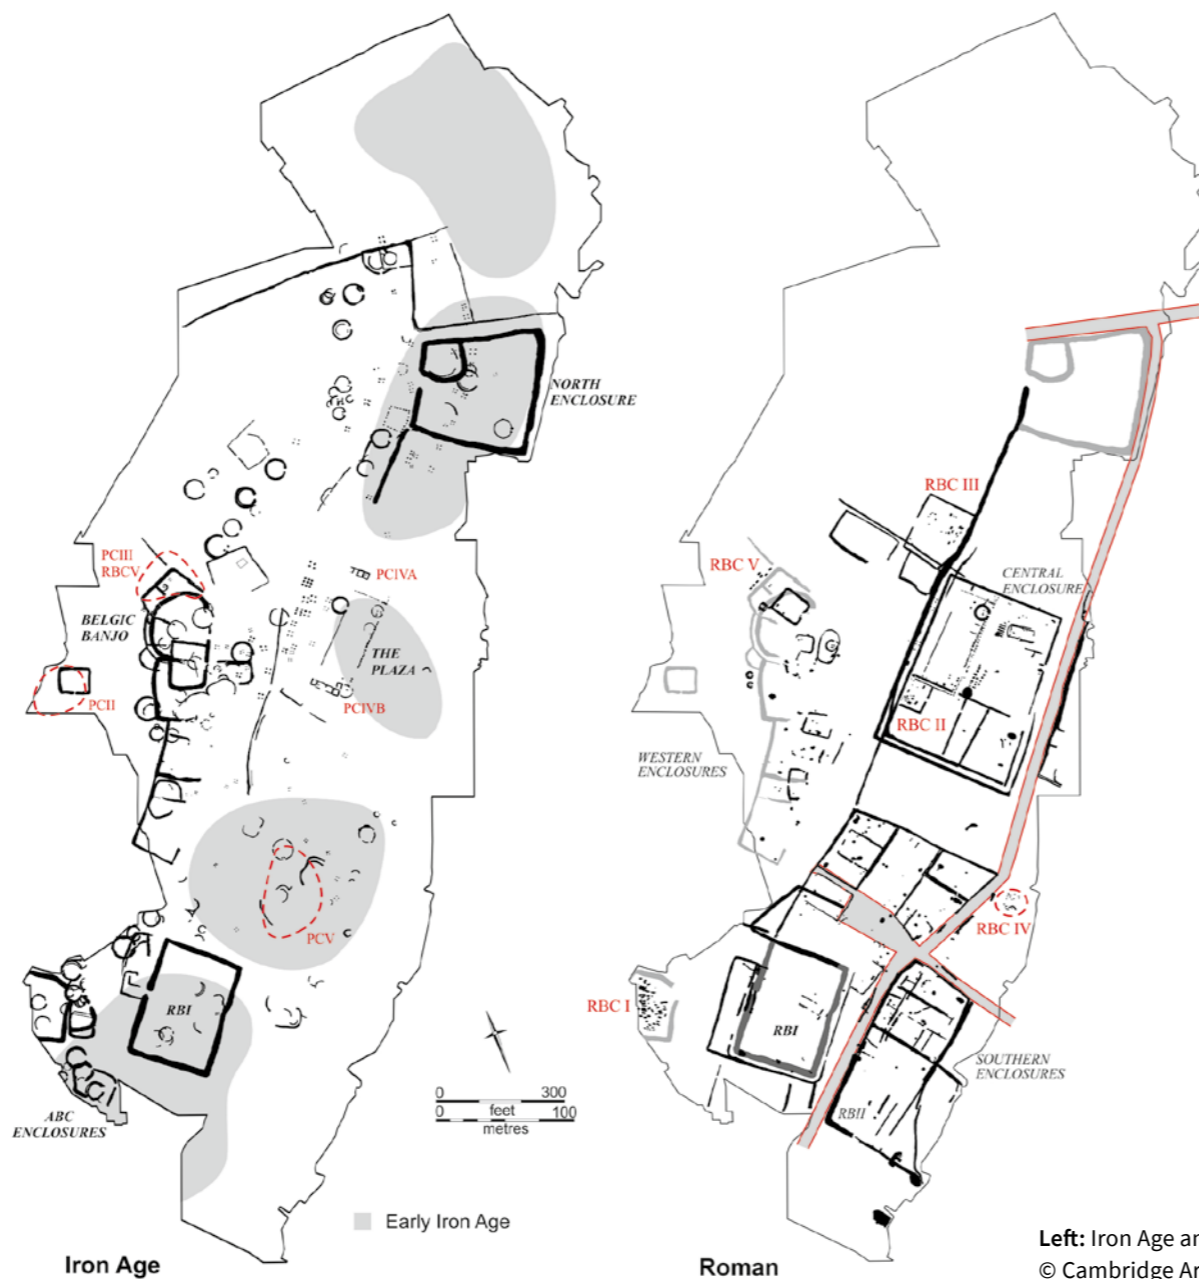 NORTH
ENCLOSURE
PCIII
RBCV
PCIVA
BELGIC
BANJO
THE
PLAZA
PCII
PCIVB
PCV
RBI
ABC
ENCLOSURES
0 300
feet
0 100
metres
Early Iron Age
Iron Age
RBC III
RBC V
CENTRAL
ENCLOSURE
RBC II
WESTERN
ENCLOSURES
RBC IV
RBC I
RBI
SOUTHERN
ENCLOSURES
RBII
Roman
Left: Iron Age an
© Cambridge Ar